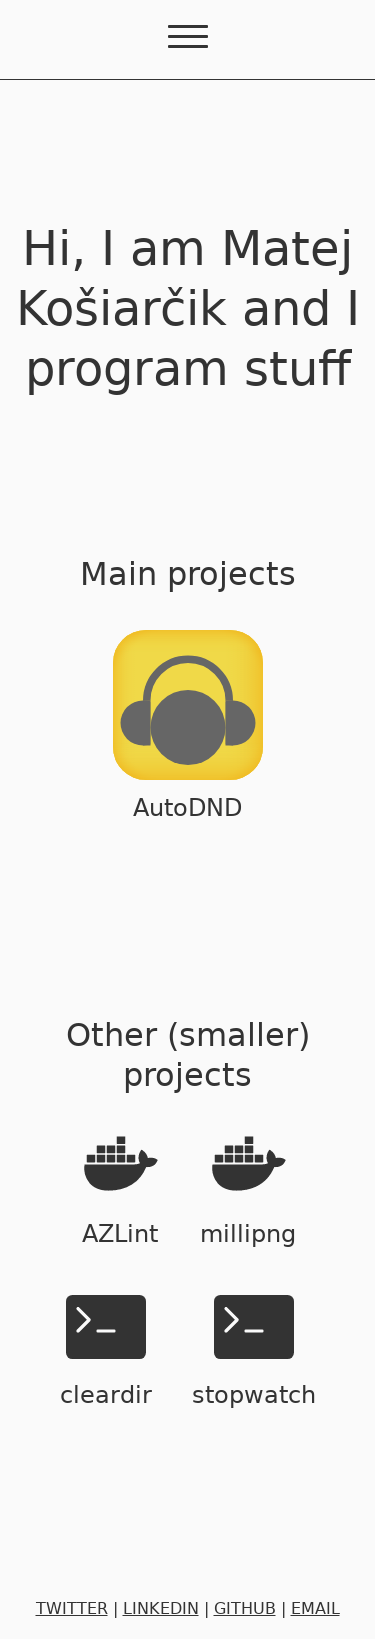 Hi, I am Matej
Košiarčik and I
program stuff
Main projects
AutoDND
Other (smaller)
projects
AZLint
millipng
cleardir
stopwatch
TWITTER | LINKEDIN | GITHUB | EMAIL